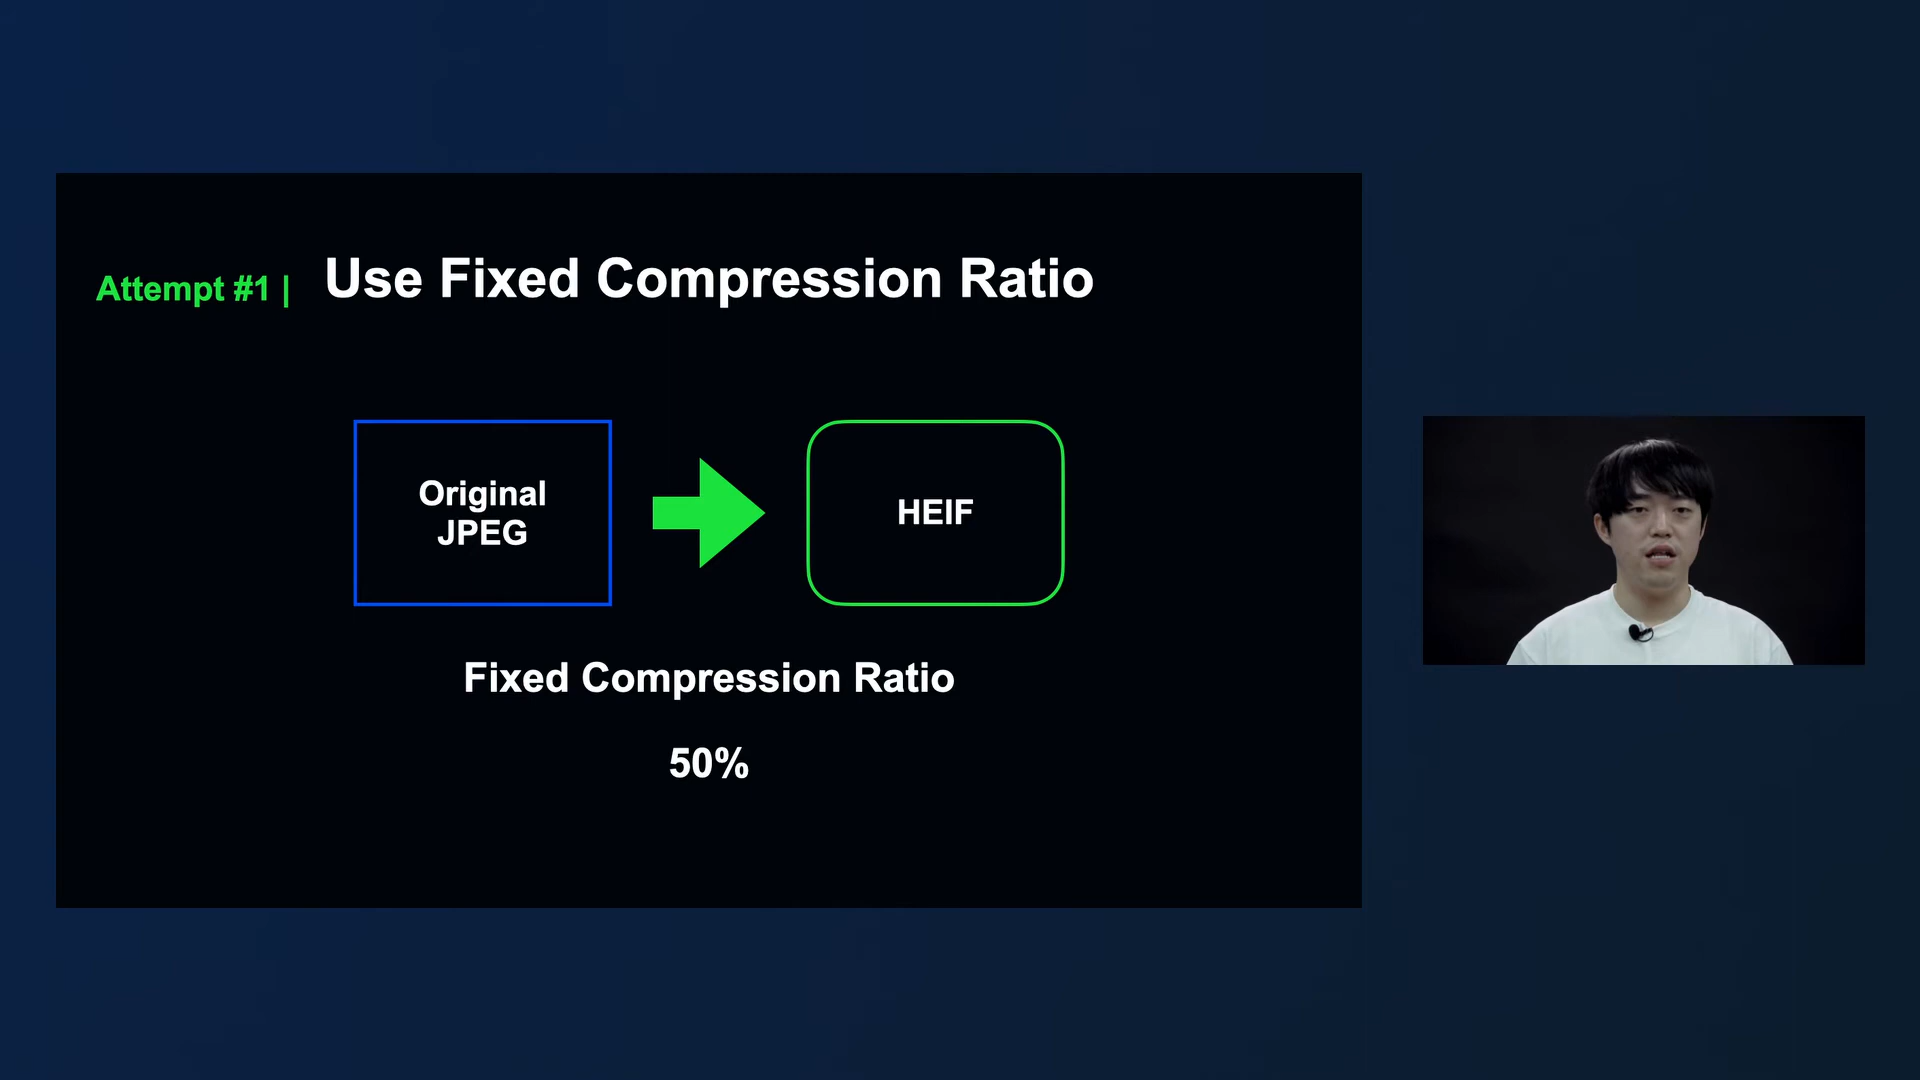 Attempt #1 | Use Fixed Compression Ratio
Original
JPEG
HEIF
Fixed Compression Ratio
50%